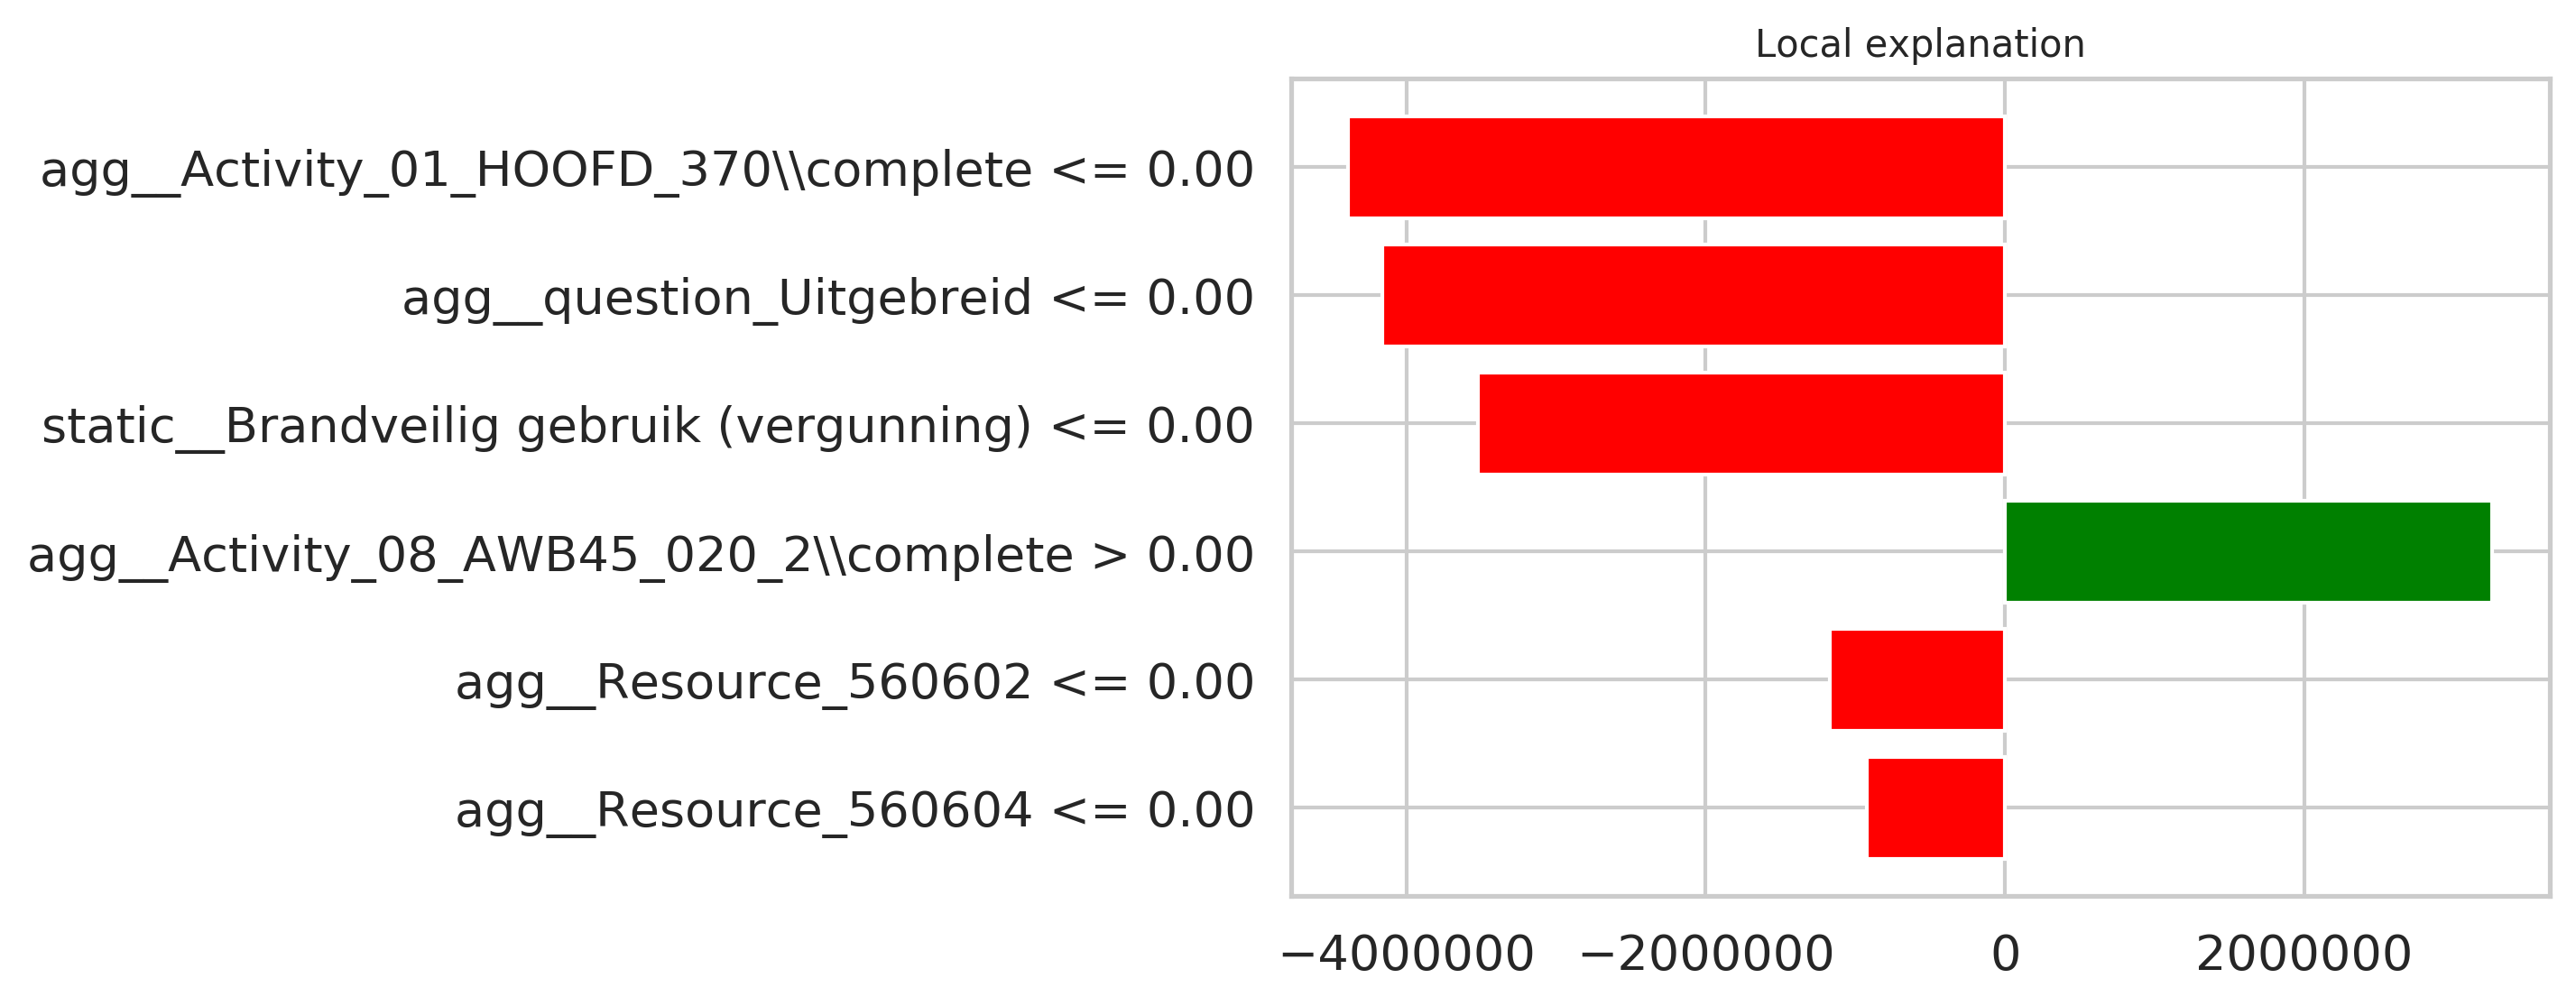 Local explanation
agg__Activity_01_HOOFD_370\\complete <= 0.00
agg__question_Uitgebreid <= 0.00
static__Brandveilig gebruik (vergunning) <= 0.00
agg__Activity_08_AWB45_020_2\\complete > 0.00
agg__Resource_560602 <= 0.00
agg__Resource_560604 <= 0.00
−4000000 −2000000 0 2000000